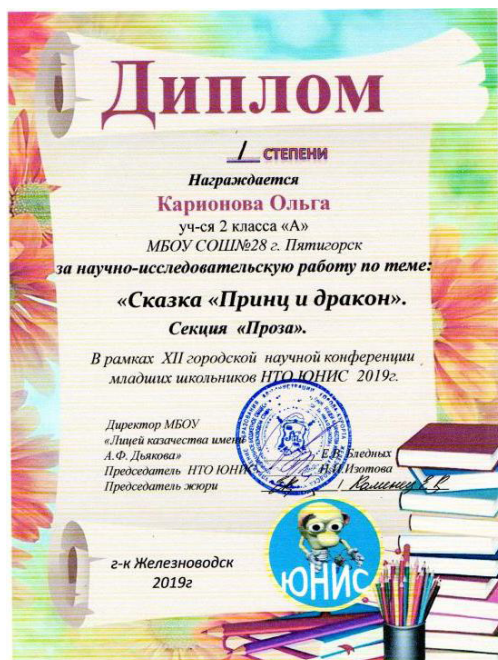 Диплом
I СТЕПЕНИ
Награждается
Карионова Ольга
уч-ся 2 класса «А»
МБОУ СОШ№28 г. Пятигорск
за научно-исследовательскую работу по теме:
«Сказка «Принц и дракон».
Секция «Проза».
В рамках XII городской научной конференции
младших школьников НТО ЮНИС 2019г.
Директор МБОУ
«Лицей казачества имени
А.Ф. Дьякова» Е.В. Бледных
Председатель НТО ЮНИС Н.И.Изотова
Председатель жюри
г-к Железноводск
2019г
ЮНИС